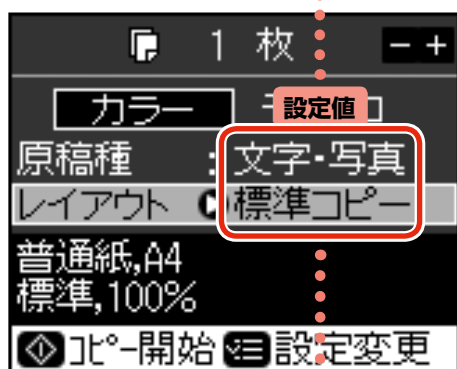 1 枚 - +
カラー 設定値
原稿種 : 文字・写真
レイアウト 標準コピー
普通紙,A4
標準,100%
コピー開始 設定変更